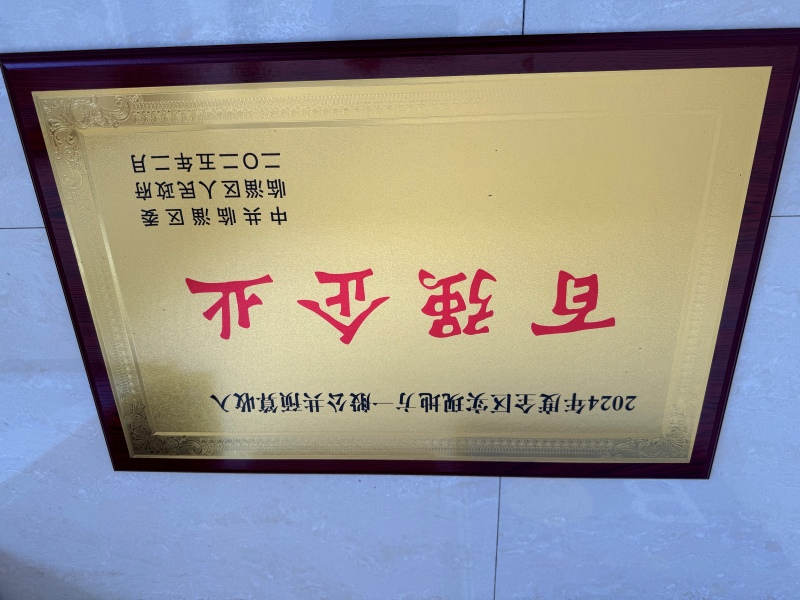 2024年度全区实现地方一般公共预算收入
百强企业
中共临淄区委
临淄区人民政府
二〇二五年二月